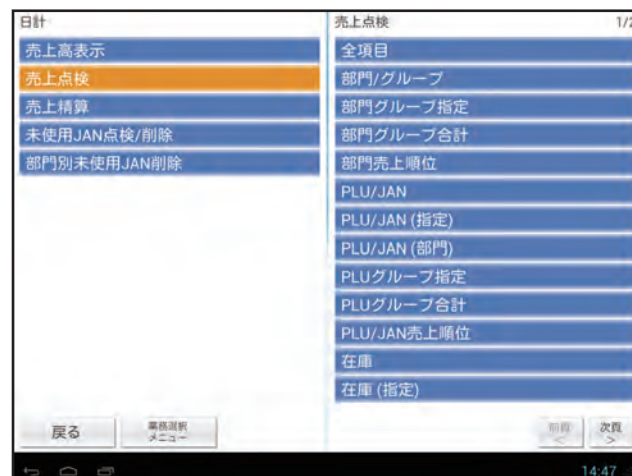 日計
売上高表示
売上点検
売上精算
未使用JAN点検/削除
部門別未使用JAN削除
戻る
業務選択
メニュー
売上点検
1/2
全項目
部門/グループ
部門グループ指定
部門グループ合計
部門売上順位
PLU/JAN
PLU/JAN (指定)
PLU/JAN (部門)
PLUグループ指定
PLUグループ合計
PLU/JAN売上順位
在庫
在庫 (指定)
前頁
<
次頁
>
14:47